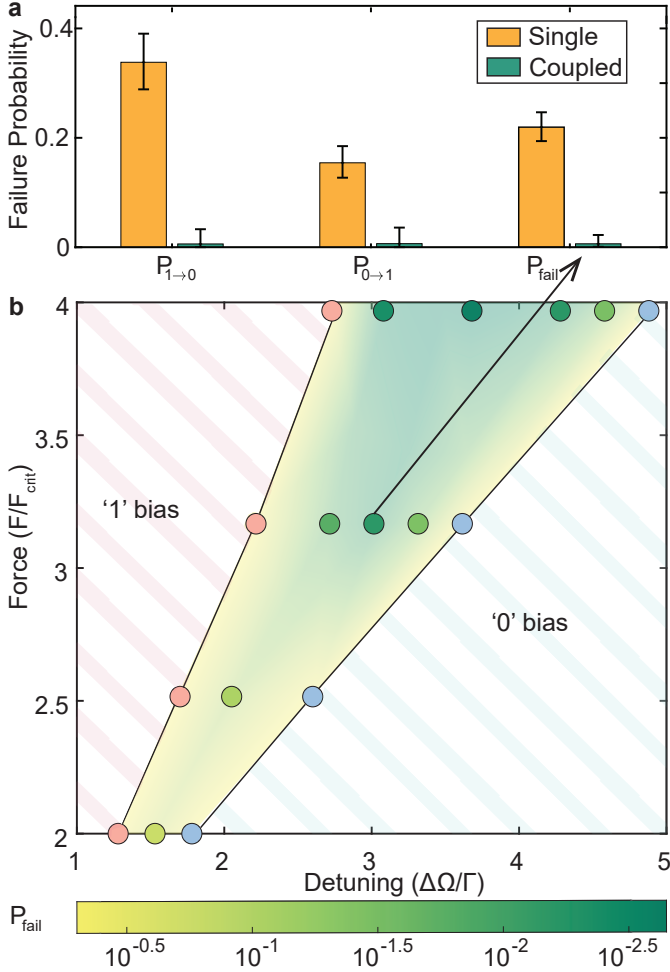 a
Failure Probability
0.4
0.2
0
Single
Coupled
P1→0
P0→1
Pfail
b
Force (F/Fcrit)
4
3.5
3
2.5
2
'1' bias
'0' bias
1 2 3 4 5
Detuning (ΔΩ/Γ)
Pfail
10^-0.5 10^-1 10^-1.5 10^-2 10^-2.5